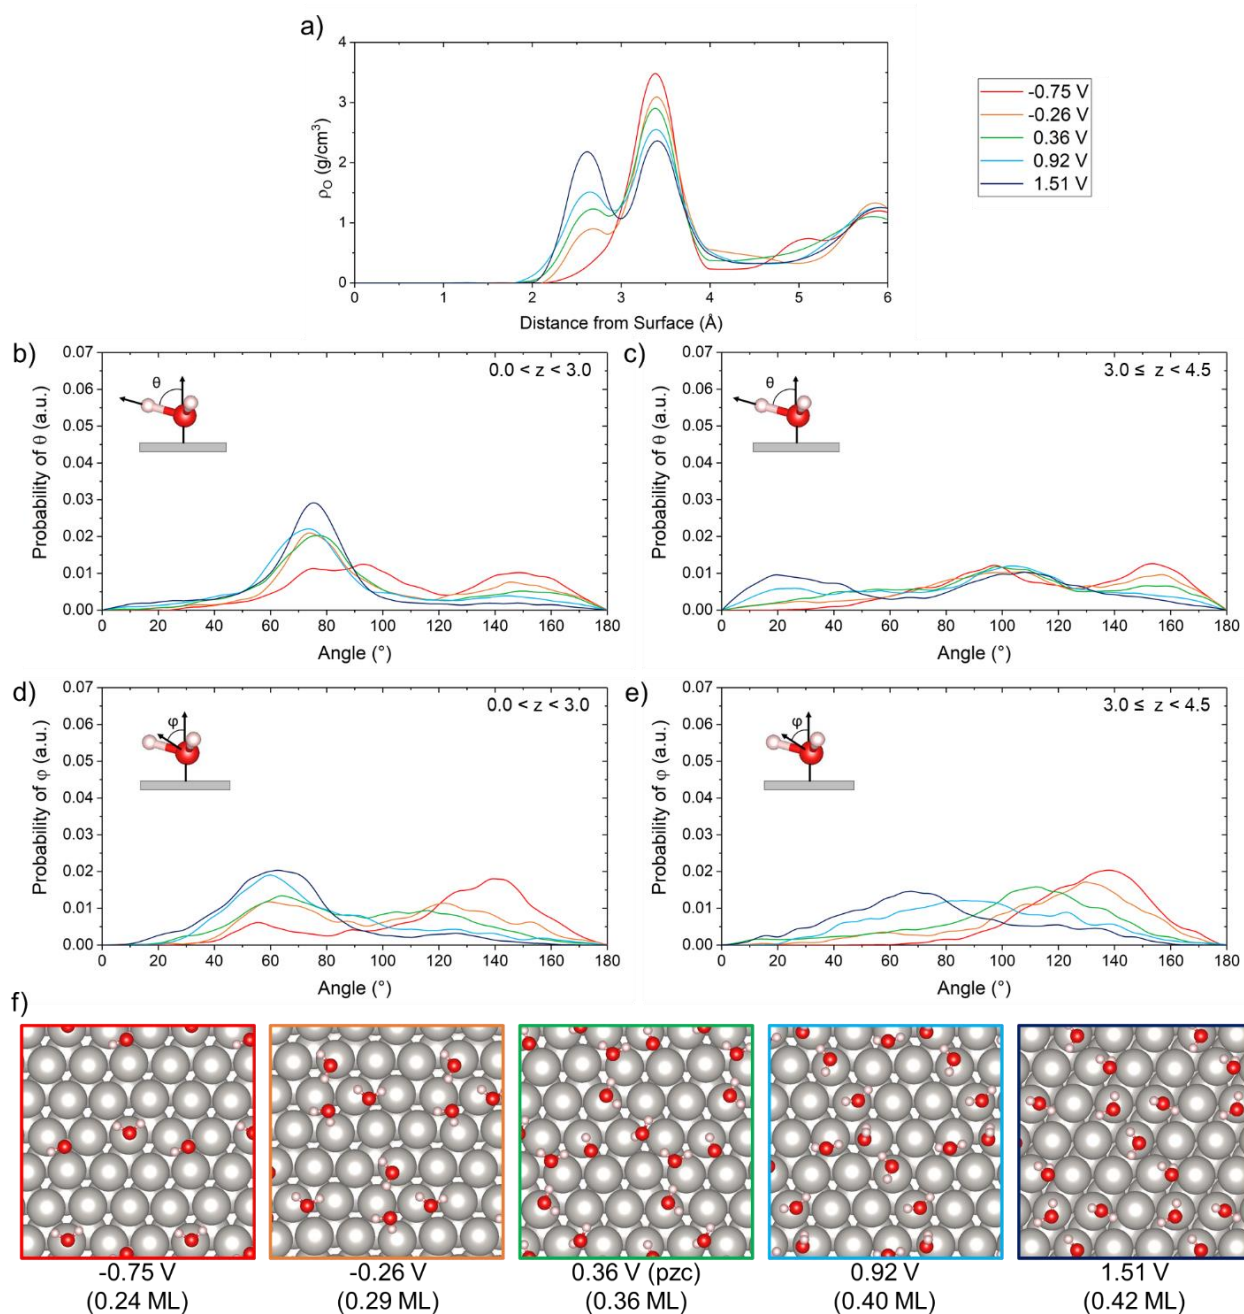 a)
4
3
2
1
0
ρO (g/cm³)
0 1 2 3 4 5 6
Distance from Surface (Å)
-0.75 V
-0.26 V
0.36 V
0.92 V
1.51 V
b)
0.07
0.06
0.05
0.04
0.03
0.02
0.01
0.00
Probability of θ (a.u.)
θ
0.0 < z < 3.0
0 20 40 60 80 100 120 140 160 180
Angle (°)
c)
0.07
0.06
0.05
0.04
0.03
0.02
0.01
0.00
Probability of θ (a.u.)
θ
3.0 ≤ z < 4.5
0 20 40 60 80 100 120 140 160 180
Angle (°)
d)
0.07
0.06
0.05
0.04
0.03
0.02
0.01
0.00
Probability of φ (a.u.)
φ
0.0 < z < 3.0
0 20 40 60 80 100 120 140 160 180
Angle (°)
e)
0.07
0.06
0.05
0.04
0.03
0.02
0.01
0.00
Probability of φ (a.u.)
φ
3.0 ≤ z < 4.5
0 20 40 60 80 100 120 140 160 180
Angle (°)
f)
-0.75 V
(0.24 ML)
-0.26 V
(0.29 ML)
0.36 V (pzc)
(0.36 ML)
0.92 V
(0.40 ML)
1.51 V
(0.42 ML)